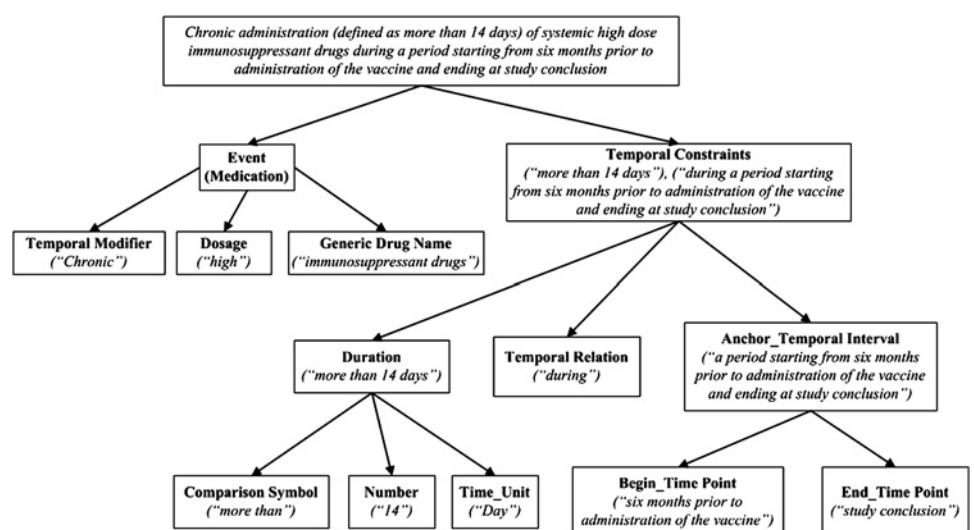 Chronic administration (defined as more than 14 days) of systemic high dose
immunosuppressant drugs during a period starting from six months prior to
administration of the vaccine and ending at study conclusion
Event
(Medication)
Temporal Constraints
(“more than 14 days”), (“during a period starting
from six months prior to administration of the vaccine
and ending at study conclusion”)
Temporal Modifier
(“Chronic”)
Dosage
(“high”)
Generic Drug Name
(“immunosuppressant drugs”)
Duration
(“more than 14 days”)
Temporal Relation
(“during”)
Anchor_Temporal Interval
(“a period starting from six months
prior to administration of the vaccine
and ending at study conclusion”)
Comparison Symbol
(“more than”)
Number
(“14”)
Time_Unit
(“Day”)
Begin_Time Point
(“six months prior to
administration of the vaccine”)
End_Time Point
(“study conclusion”)